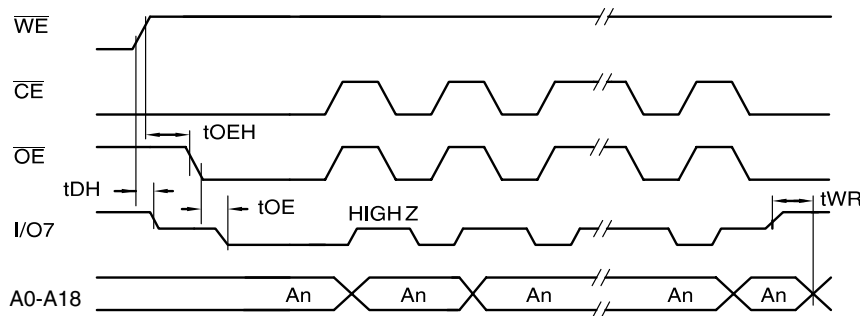 WE
CE
tOEH
OE
tDH
tOE
HIGH Z
tWR
I/O7
A0-A18 An An An An An